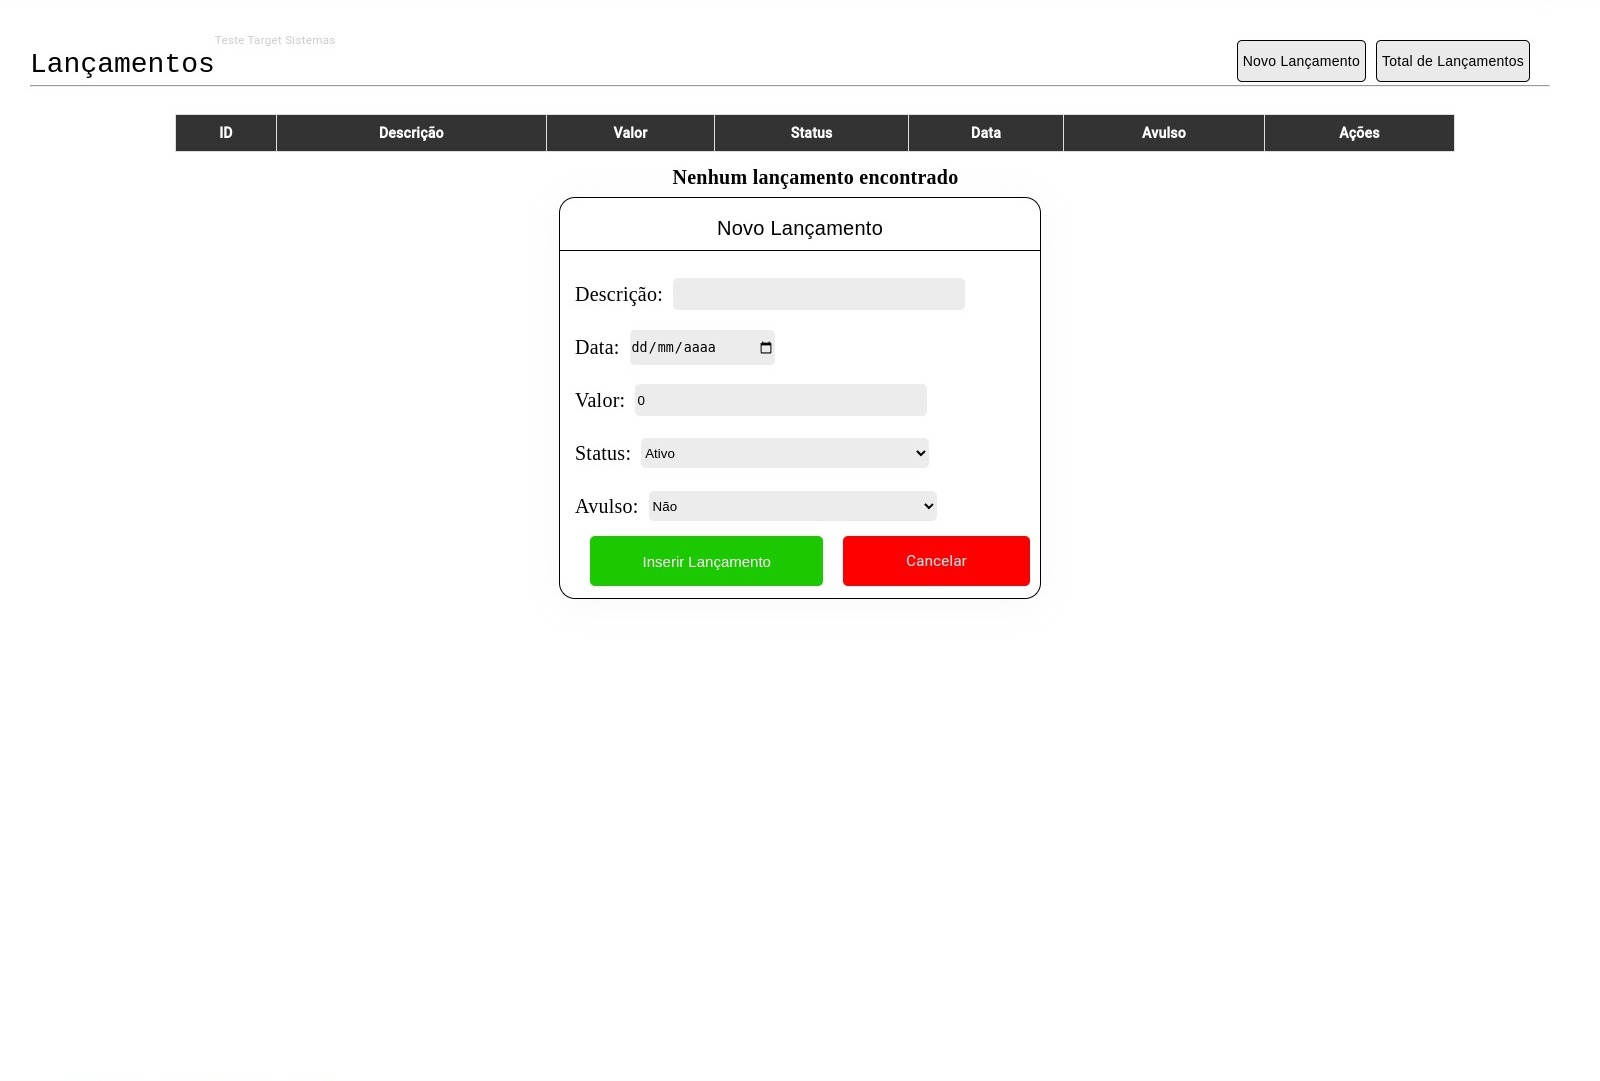 Teste Target Sistemas
Lançamentos
Novo Lançamento Total de Lançamentos
ID Descrição Valor Status Data Avulso Ações
Nenhum lançamento encontrado
Novo Lançamento
Descrição:
Data: dd/mm/aaaa
Valor: 0
Status: Ativo
Avulso: Não
Inserir Lançamento Cancelar